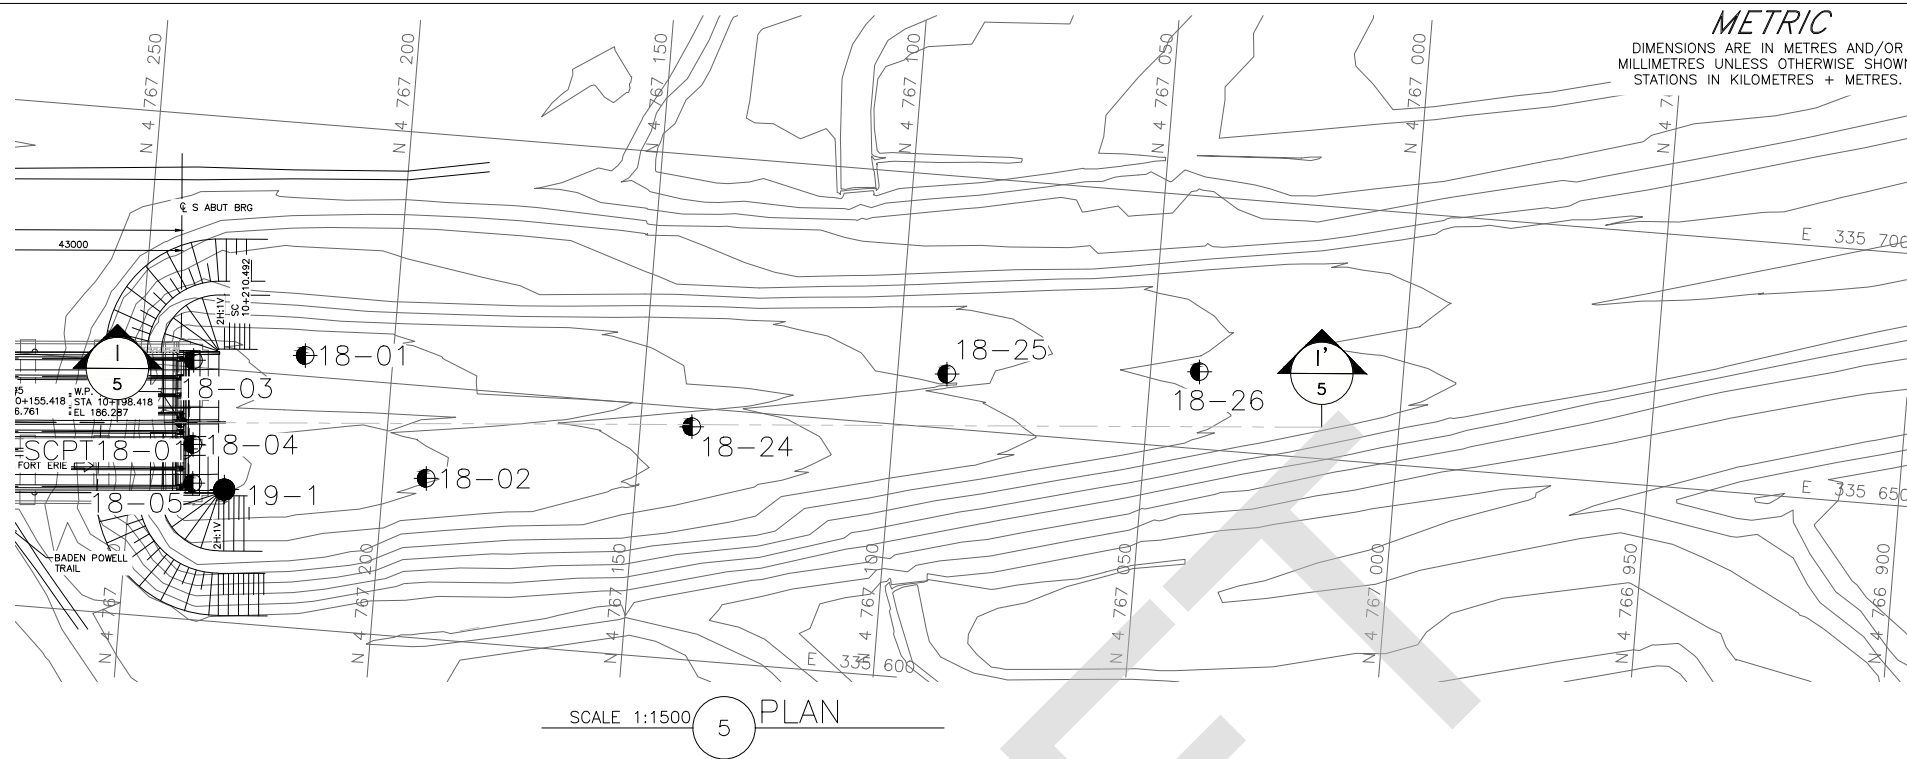 METRIC
DIMENSIONS ARE IN METRES AND/OR
MILLIMETRES UNLESS OTHERWISE SHOWN
STATIONS IN KILOMETRES + METRES.
N 4 767 250
N 4 767 200
N 4 767 150
N 4 767 100
N 4 767 050
N 4 767 000
℄ S ABUT BRG
43000
E 335 700
2H:1V
SC
10+210.492
I
5
18-01
18-03
18-25
I'
5
18-26
W.P.
0+155.418
STA 10+198.418
6.761
EL 186.287
18-04
SCPT18-01
18-24
FORT ERIE
18-02
18-05
19-1
E 335 650
2H:1V
BADEN POWELL
TRAIL
N 4 767 200
N 4 767 150
N 4 767 100
N 4 767 050
N 4 767 000
N 4 766 950
N 4 766 900
E 335 600
SCALE 1:1500
5
PLAN